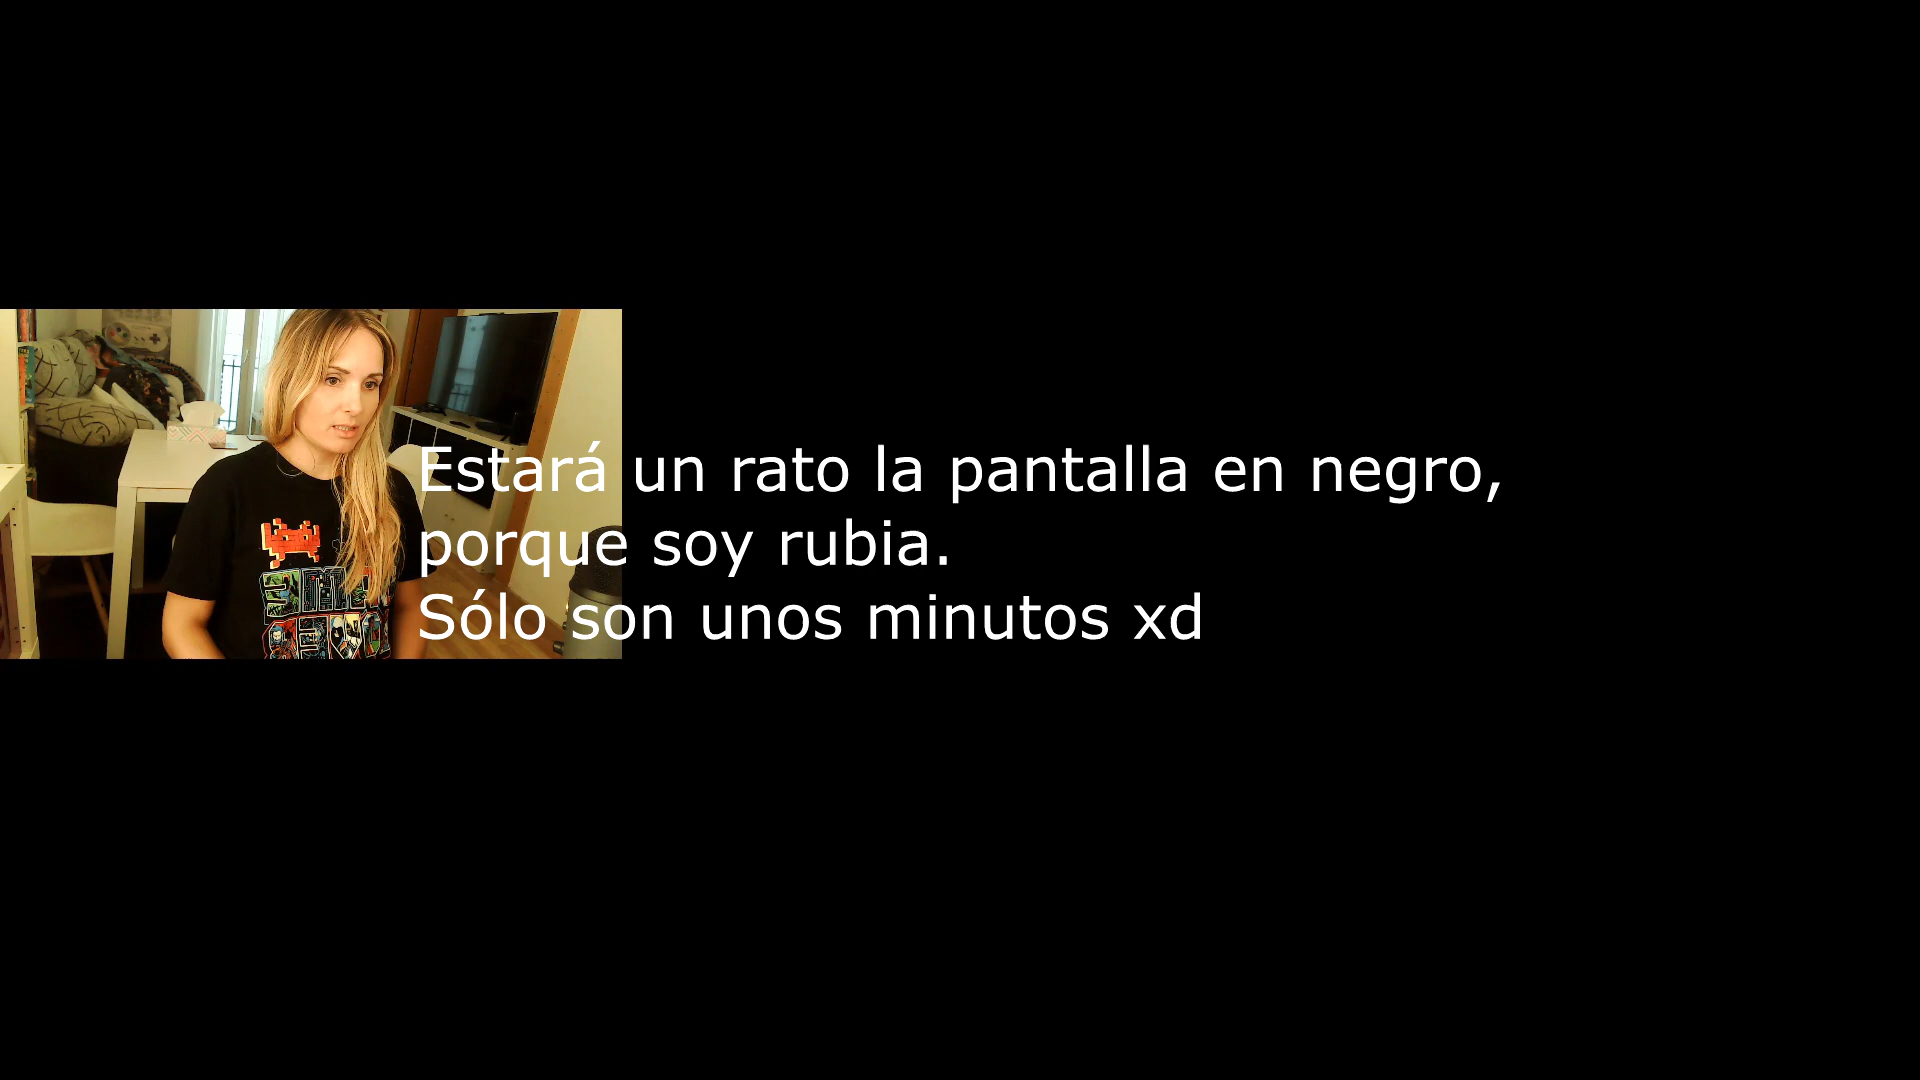 Estará un rato la pantalla en negro,
porque soy rubia.
Sólo son unos minutos xd